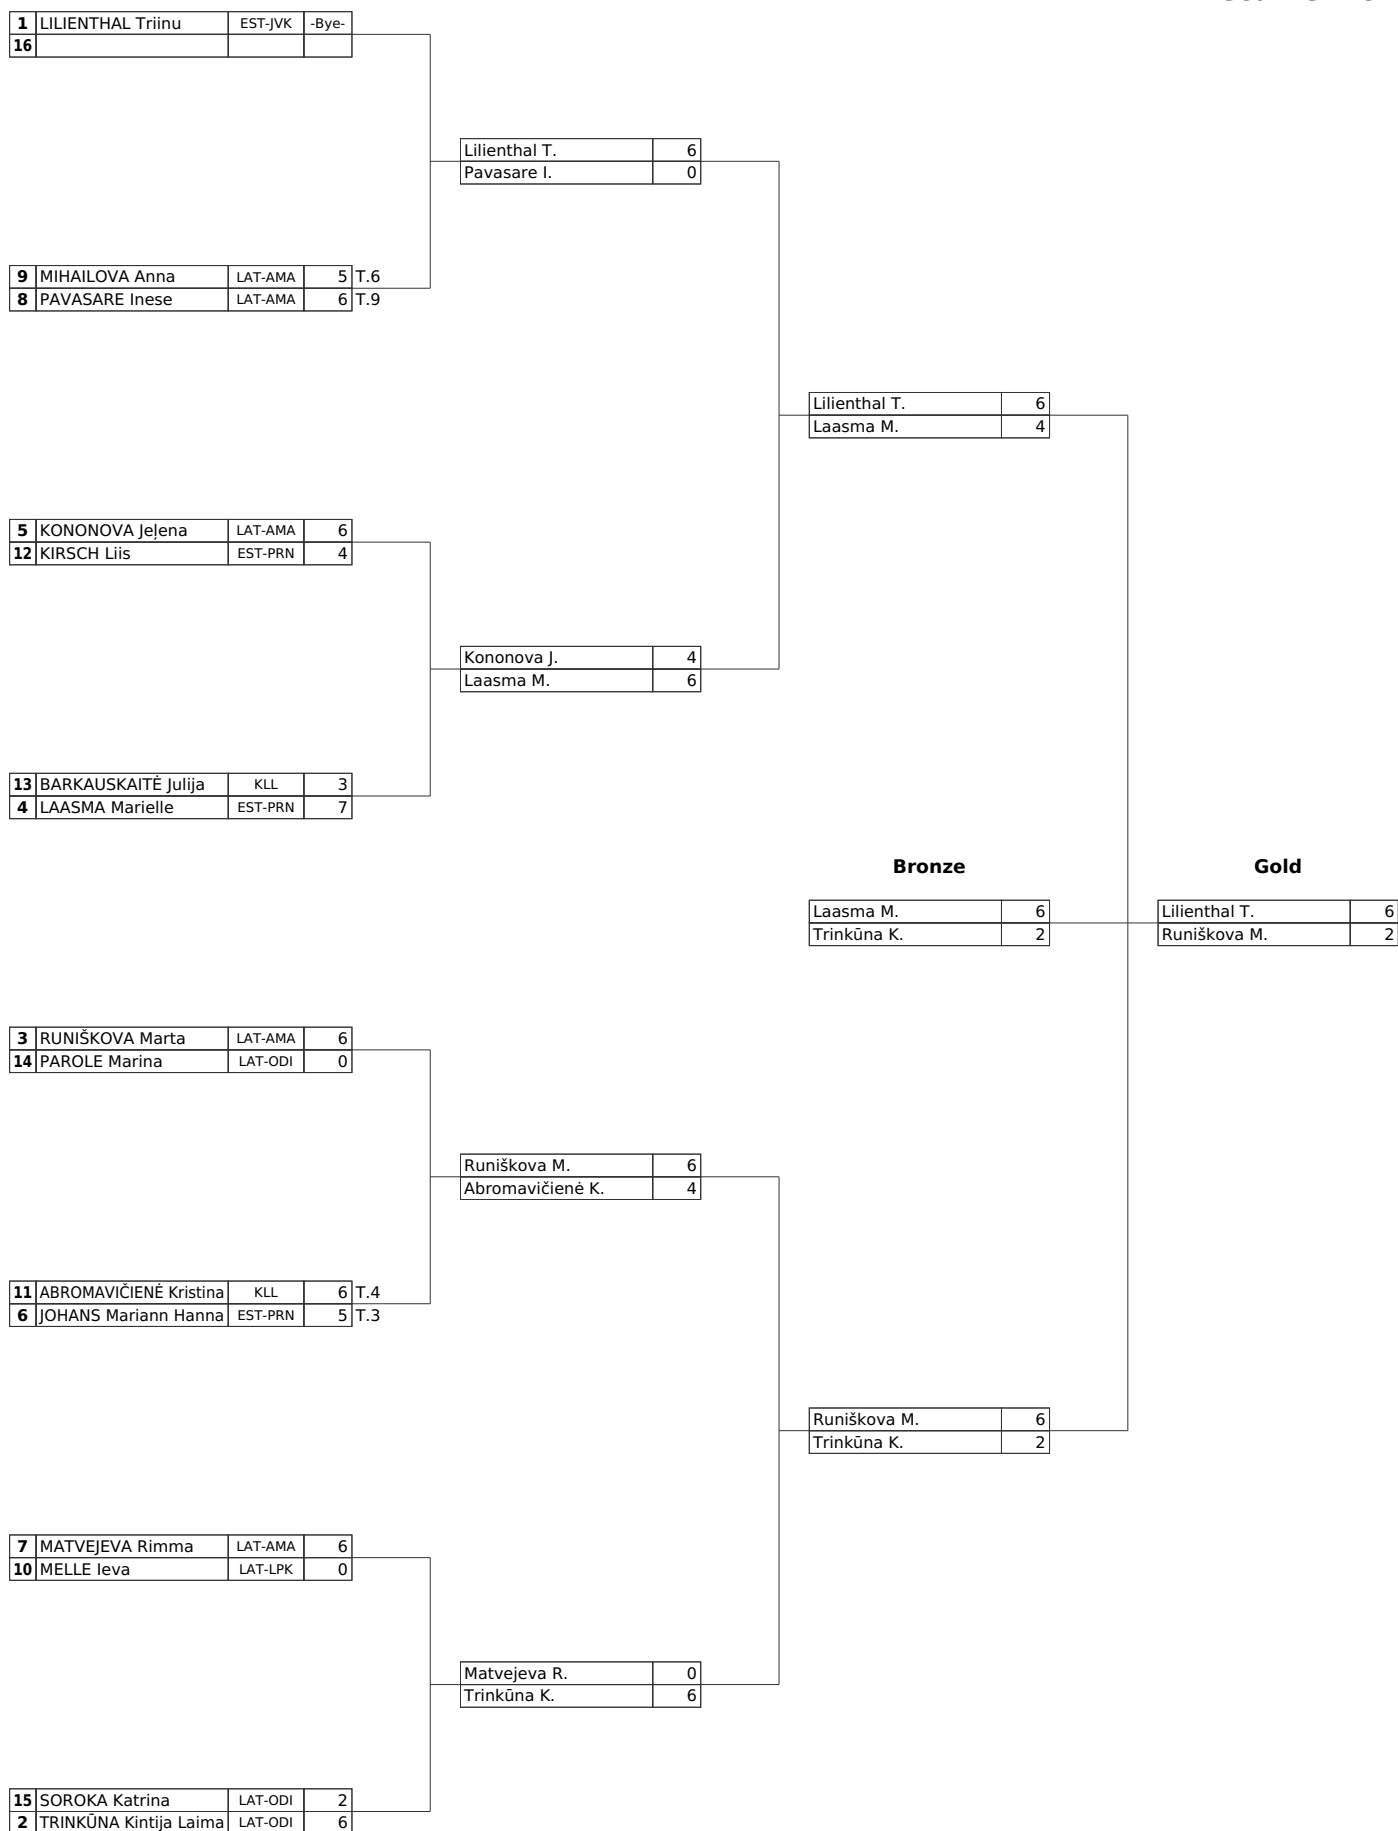 1 LILIENTHAL Triinu EST-JVK -Bye-
16
Lilienthal T. 6
Pavasare I. 0
9 MIHAILOVA Anna LAT-AMA 5 T.6
8 PAVASARE Inese LAT-AMA 6 T.9
Lilienthal T. 6
Laasma M. 4
5 KONONOVA Jeļena LAT-AMA 6
12 KIRSCH Liis EST-PRN 4
Kononova J. 4
Laasma M. 6
13 BARKAUSKAITĖ Julija KLL 3
4 LAASMA Marielle EST-PRN 7
Bronze Gold
Laasma M. 6 Lilienthal T. 6
Trinkūna K. 2 Runiškova M. 2
3 RUNIŠKOVA Marta LAT-AMA 6
14 PAROLE Marina LAT-ODI 0
Runiškova M. 6
Abromavičienė K. 4
11 ABROMAVIČIENĖ Kristina KLL 6 T.4
6 JOHANS Mariann Hanna EST-PRN 5 T.3
Runiškova M. 6
Trinkūna K. 2
7 MATVEJEVA Rimma LAT-AMA 6
10 MELLE Ieva LAT-LPK 0
Matvejeva R. 0
Trinkūna K. 6
15 SOROKA Katrina LAT-ODI 2
2 TRINKŪNA Kintija Laima LAT-ODI 6